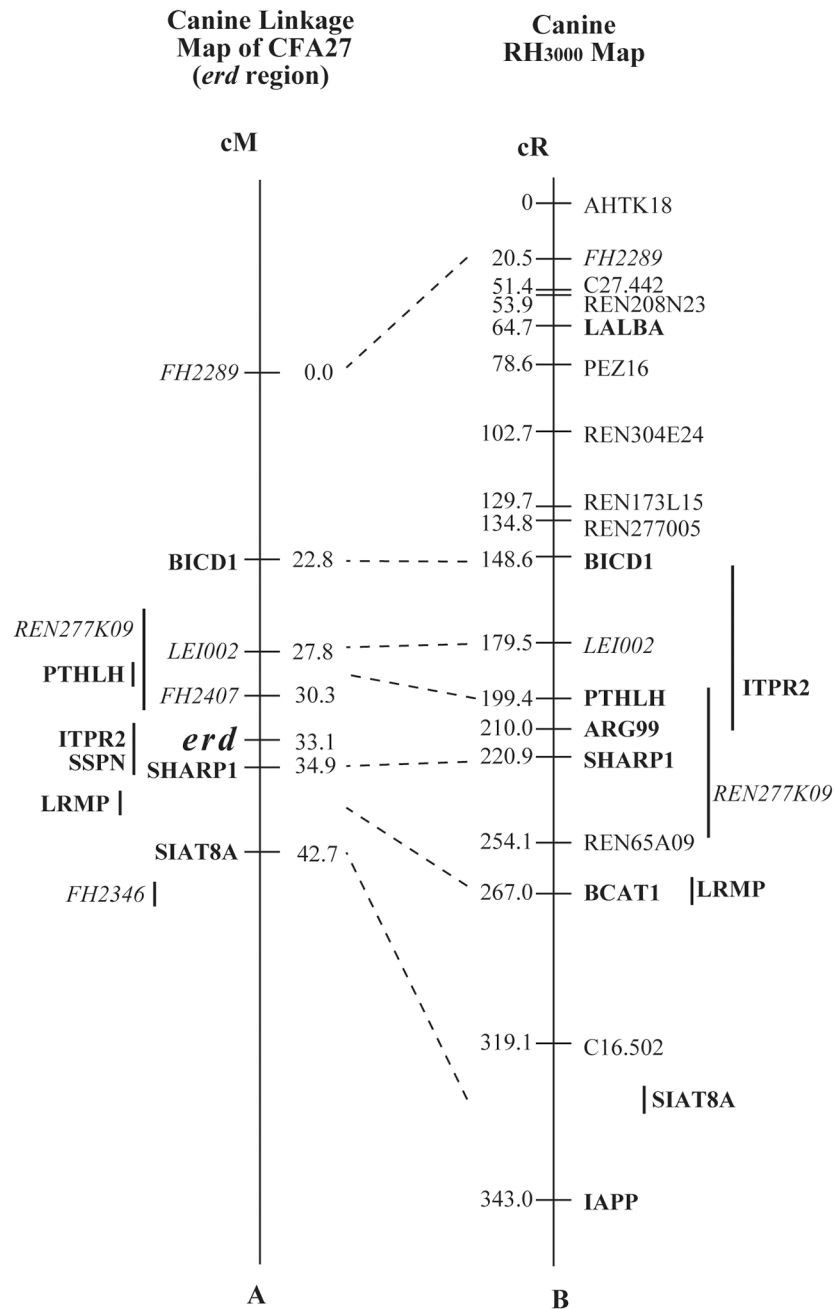 Canine Linkage
Map of CFA27
(erd region)
cM
FH2289 0.0
BICD1 22.8
REN277K09
LEI002 27.8
PTHLH
FH2407 30.3
ITPR2 erd 33.1
SSPN SHARP1 34.9
LRMP
SIAT8A 42.7
FH2346
A
Canine
RH3000 Map
cR
0 AHTK18
20.5 FH2289
51.4 C27.442
53.9 REN208N23
64.7 LALBA
78.6 PEZ16
102.7 REN304E24
129.7 REN173L15
134.8 REN277005
148.6 BICD1
179.5 LEI002
ITPR2
199.4 PTHLH
210.0 ARG99
220.9 SHARP1
REN277K09
254.1 REN65A09
267.0 BCAT1 LRMP
319.1 C16.502
SIAT8A
343.0 IAPP
B